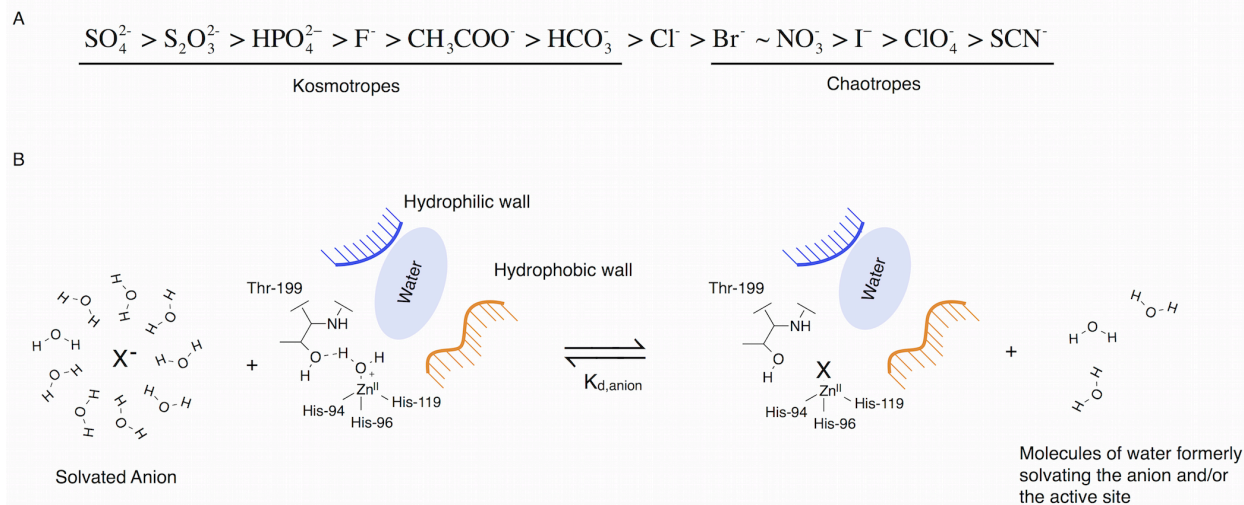 A
SO₄²⁻ > S₂O₃²⁻ > HPO₄²⁻ > F⁻ > CH₃COO⁻ > HCO₃⁻ > Cl⁻ > Br⁻ ~ NO₃⁻ > I⁻ > ClO₄⁻ > SCN⁻
Kosmotropes
Chaotropes
B
Hydrophilic wall
Water
Hydrophobic wall
Thr-199
NH
O H O H
H
+
Zn^II
His-94
His-96
His-119
H O H
H O H
H O H
H O H
X⁻
H O H
H O H
H O H
H O H
H O H
Solvated Anion
+
K_d,anion
Water
Thr-199
NH
O
H
X
Zn^II
His-94
His-96
His-119
+
H O H
H O H
H O H
Molecules of water formerly
solvating the anion and/or
the active site